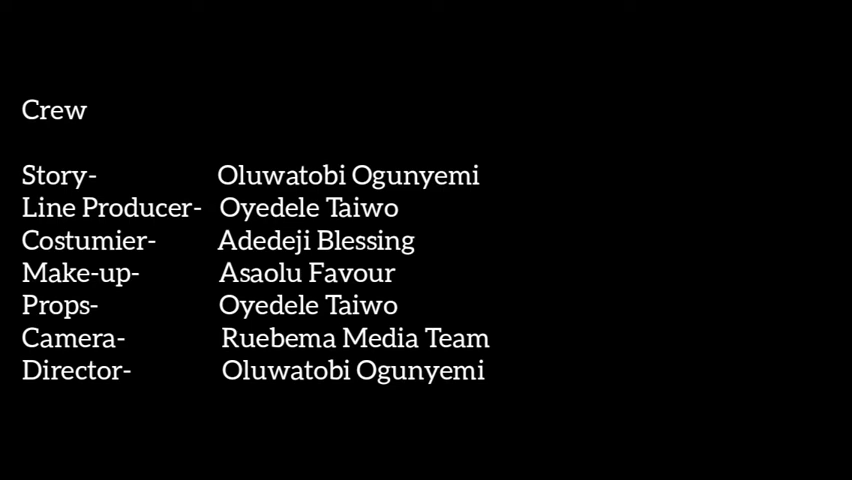 Crew
Story- Oluwatobi Ogunyemi
Line Producer- Oyedele Taiwo
Costumier- Adedeji Blessing
Make-up- Asaolu Favour
Props- Oyedele Taiwo
Camera- Ruebema Media Team
Director- Oluwatobi Ogunyemi